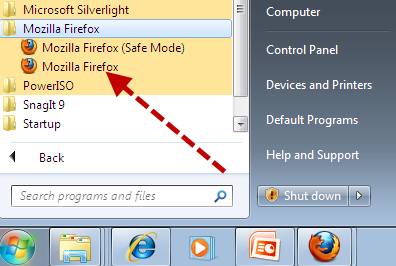 Microsoft Silverlight
Mozilla Firefox
Mozilla Firefox (Safe Mode)
Mozilla Firefox
PowerISO
SnagIt 9
Startup
Back
Search programs and files
Computer
Control Panel
Devices and Printers
Default Programs
Help and Support
Shut down